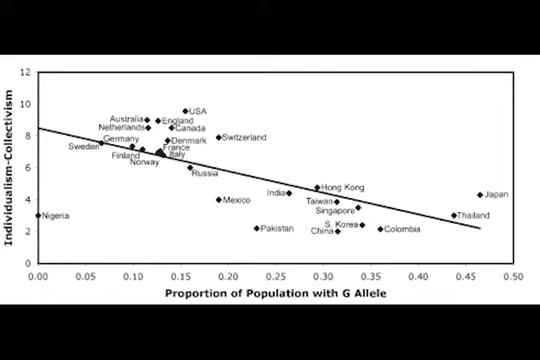 12
10
8
6
4
2
0
Individualism-Collectivism
USA
Australia
England
Netherlands
Canada
Germany
Denmark
Switzerland
Sweden
France
Finland
Italy
Norway
Russia
India
Hong Kong
Mexico
Taiwan
Japan
Singapore
Nigeria
Thailand
Pakistan
S. Korea
China
Colombia
0.00 0.05 0.10 0.15 0.20 0.25 0.30 0.35 0.40 0.45 0.50
Proportion of Population with G Allele